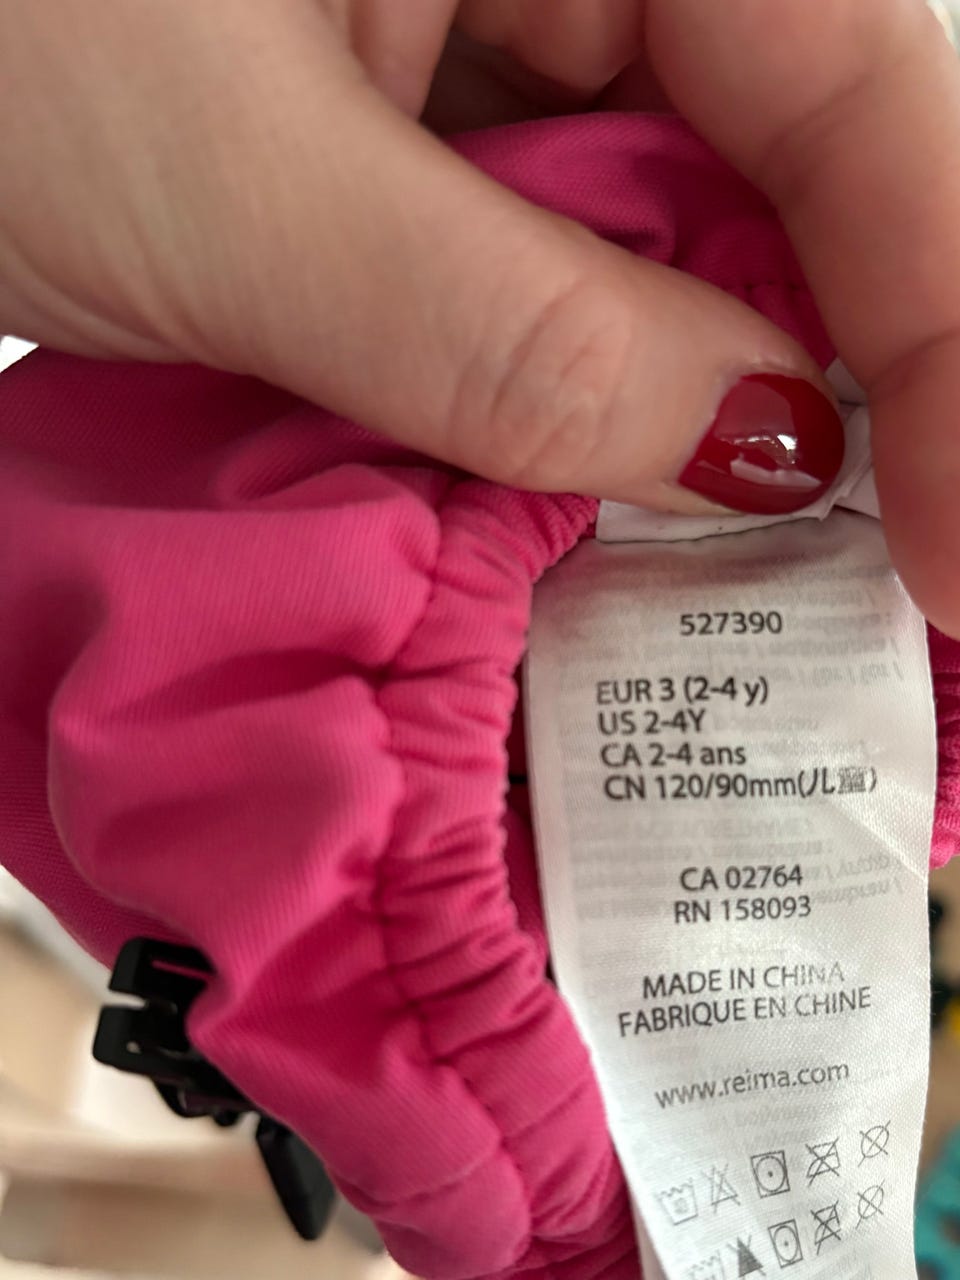 527390
EUR 3 (2-4 y)
US 2-4Y
CA 2-4 ans
CN 120/90mm(儿童)
CA 02764
RN 158093
MADE IN CHINA
FABRIQUE EN CHINE
www.reima.com